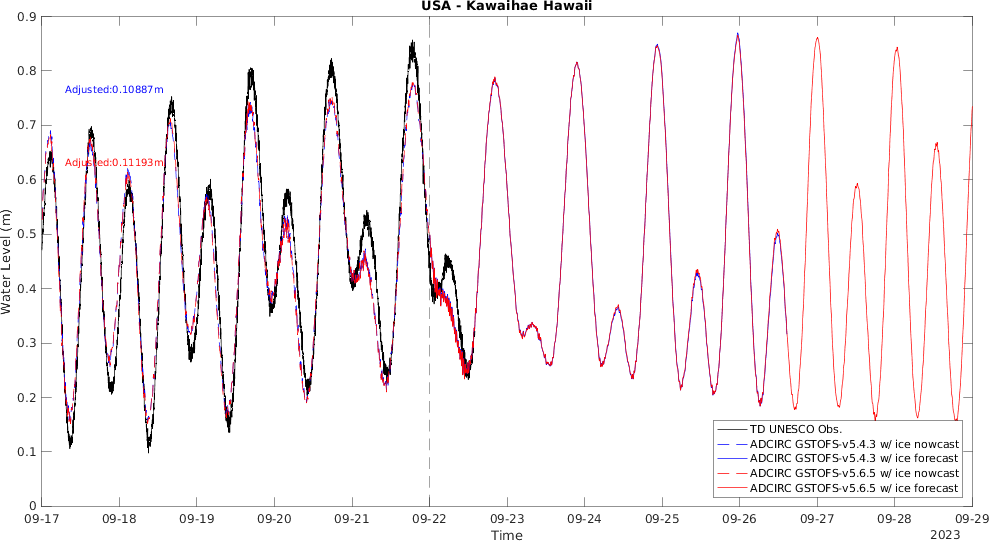 USA - Kawaihae Hawaii
0.9
0.8
0.7
0.6
0.5
0.4
0.3
0.2
0.1
0
Water Level (m)
Adjusted:0.10887m
Adjusted:0.11193m
TD UNESCO Obs.
ADCIRC GSTOFS-v5.4.3 w/ ice nowcast
ADCIRC GSTOFS-v5.4.3 w/ ice forecast
ADCIRC GSTOFS-v5.6.5 w/ ice nowcast
ADCIRC GSTOFS-v5.6.5 w/ ice forecast
09-17 09-18 09-19 09-20 09-21 09-22 09-23 09-24 09-25 09-26 09-27 09-28 09-29
Time
2023